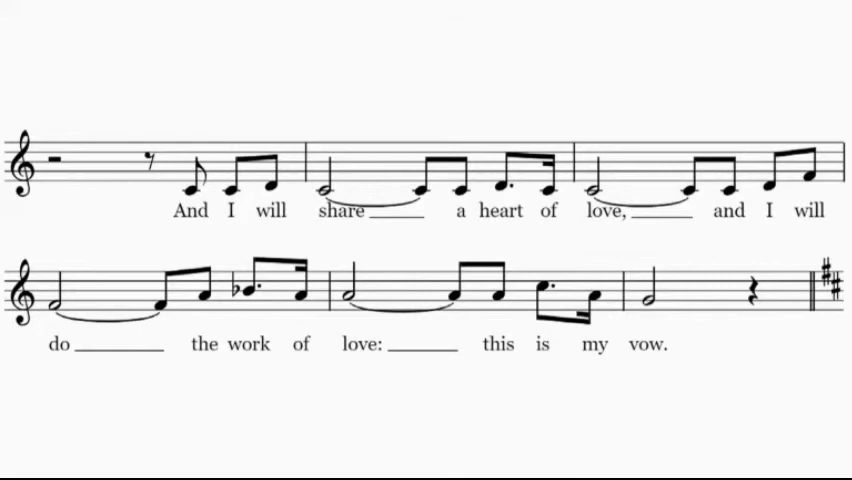 And I will share a heart of love, and I will
do the work of love: this is my vow.